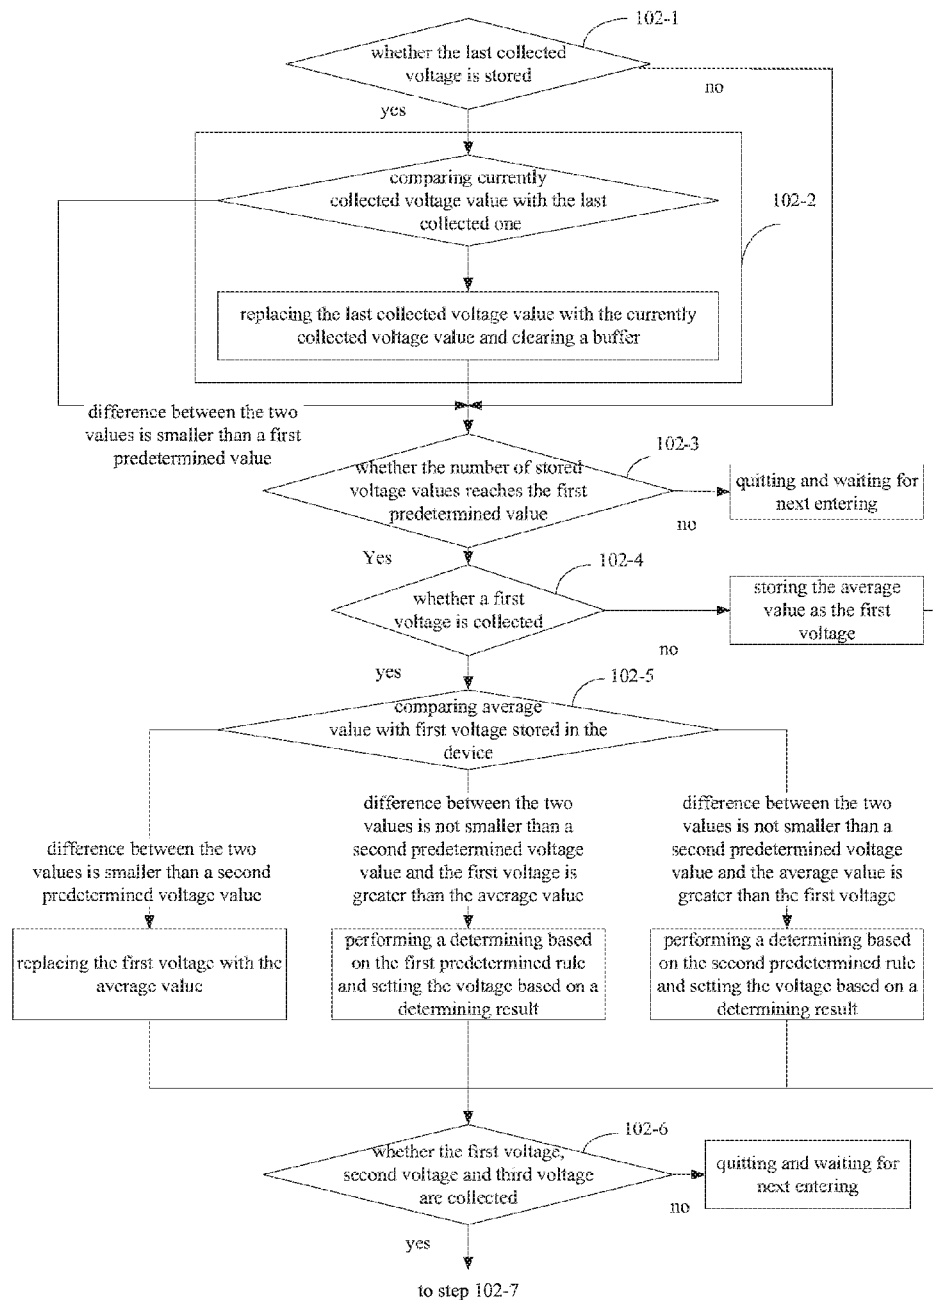 102-1
whether the last collected
voltage is stored
no
yes
comparing currently
collected voltage value with the last
collected one
102-2
replacing the last collected voltage value with the currently
collected voltage value and clearing a buffer
difference between the two
values is smaller than a first
predetermined value
102-3
whether the number of stored
voltage values reaches the first
predetermined value
quitting and waiting for
next entering
no
Yes
102-4
whether a first
voltage is collected
storing the average
value as the first
voltage
no
yes
102-5
comparing average
value with first voltage stored in the
device
difference between the two
values is smaller than a second
predetermined voltage value
difference between the two
values is not smaller than a
second predetermined voltage
value and the first voltage is
greater than the average value
difference between the two
values is not smaller than a
second predetermined voltage
value and the average value is
greater than the first voltage
replacing the first voltage with the
average value
performing a determining based
on the first predetermined rule
and setting the voltage based on a
determining result
performing a determining based
on the second predetermined rule
and setting the voltage based on a
determining result
102-6
whether the first voltage,
second voltage and third voltage
are collected
quitting and waiting for
next entering
no
yes
to step 102-7